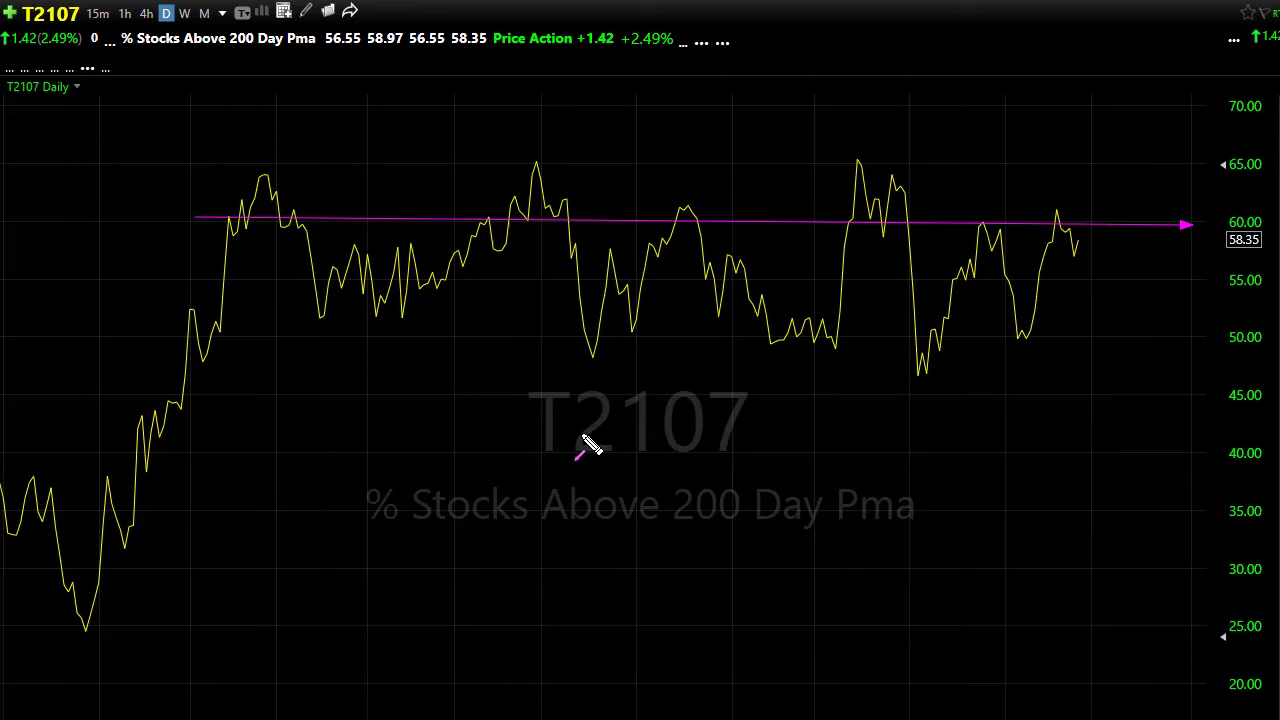 T2107 15m 1h 4h D W M T
1.42(2.49%) 0 ... % Stocks Above 200 Day Pma 56.55 58.97 56.55 58.35 Price Action +1.42 +2.49% ... ... ... ... 1.42
... ... ... ... ... ... ...
T2107 Daily
70.00
65.00
60.00
58.35
55.00
50.00
45.00
T2107
40.00
% Stocks Above 200 Day Pma
35.00
30.00
25.00
20.00